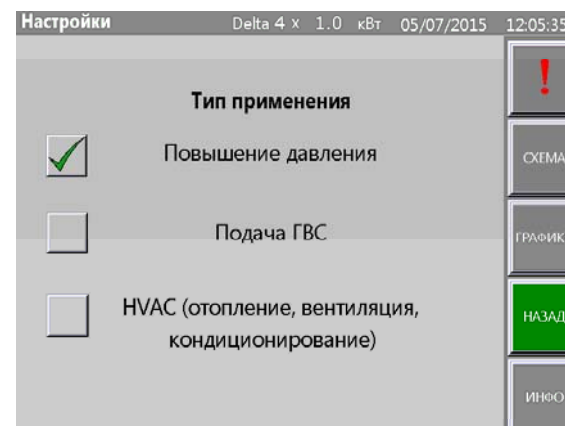 Настройки Delta 4 x 1.0 кВт 05/07/2015 12:05:35
!
Тип применения
Повышение давления
СХЕМА
Подача ГВС
ГРАФИК
HVAC (отопление, вентиляция,
кондиционирование)
НАЗАД
ИНФО